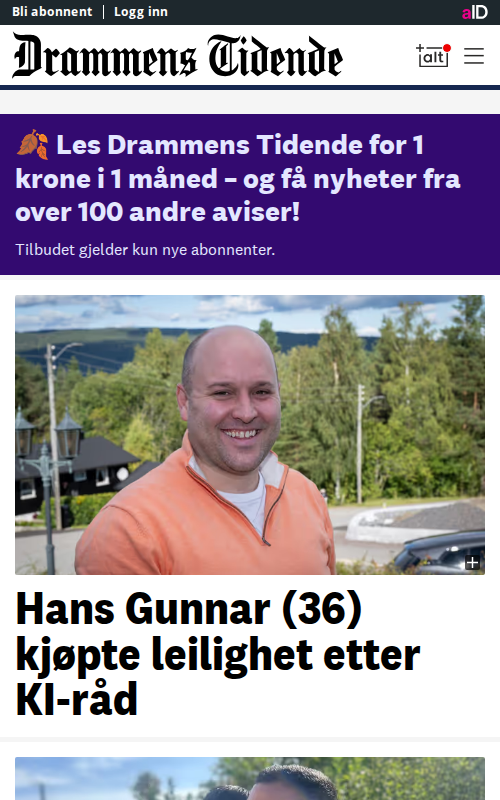 Bli abonnent | Logg inn
aID
Drammens Tidende
+alt
🍂 Les Drammens Tidende for 1
krone i 1 måned – og få nyheter fra
over 100 andre aviser!
Tilbudet gjelder kun nye abonnenter.
Hans Gunnar (36)
kjøpte leilighet etter
KI-råd